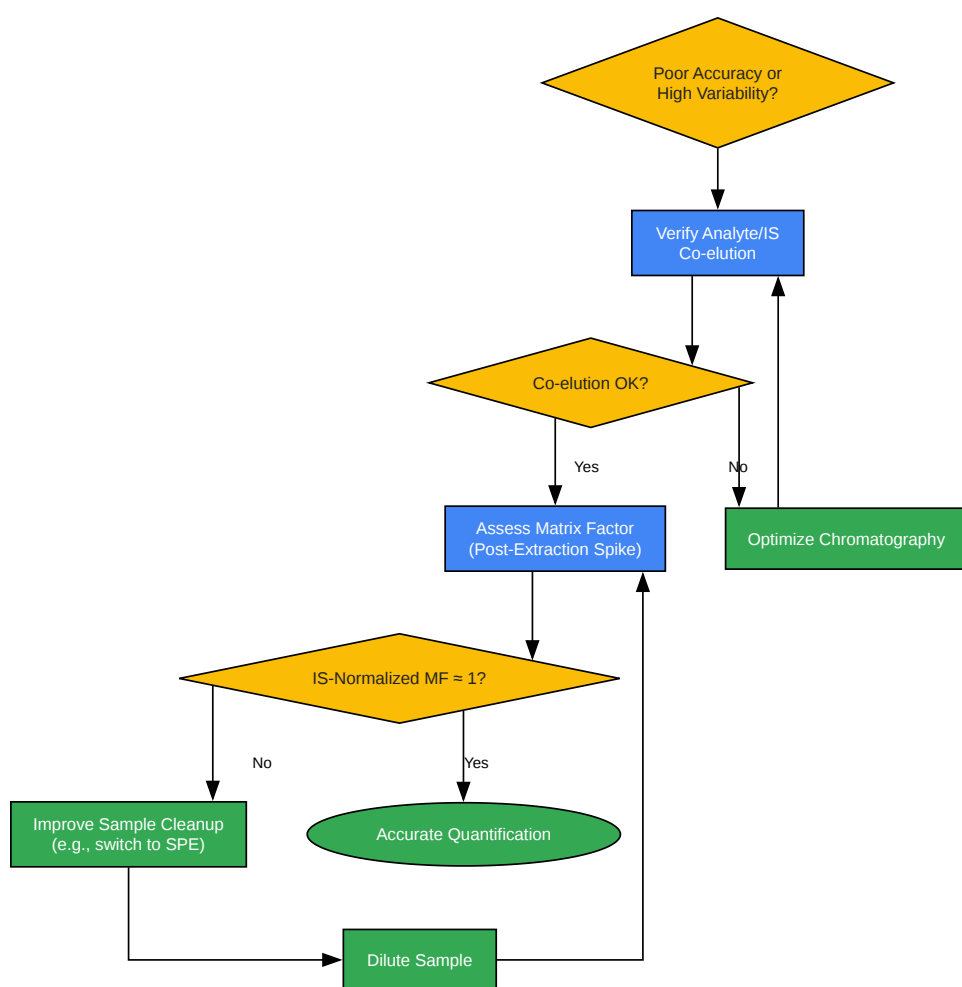 Poor Accuracy or
High Variability?
Verify Analyte/IS
Co-elution
Co-elution OK?
Yes
No
Assess Matrix Factor
(Post-Extraction Spike)
Optimize Chromatography
IS-Normalized MF ≈ 1?
No
Yes
Improve Sample Cleanup
(e.g., switch to SPE)
Accurate Quantification
Dilute Sample